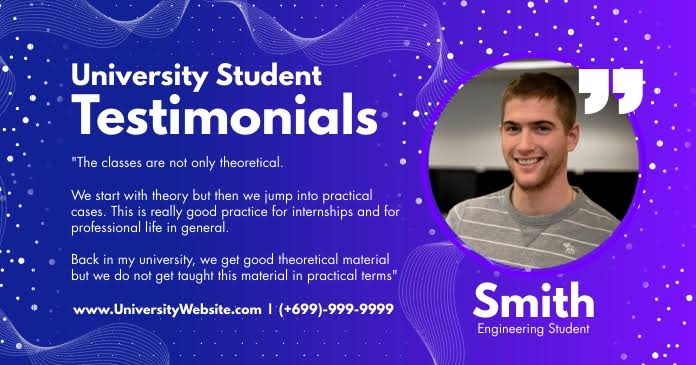 University Student
Testimonials
"The classes are not only theoretical.
We start with theory but then we jump into practical
cases. This is really good practice for internships and for
professional life in general.
Back in my university, we get good theoretical material
but we do not get taught this material in practical terms"
www.UniversityWebsite.com | (+699)-999-9999
”
Smith
Engineering Student